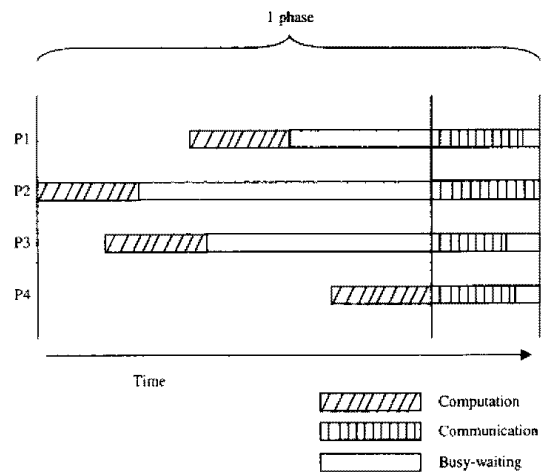 1 phase
P1
P2
P3
P4
Time
Computation
Communication
Busy-waiting